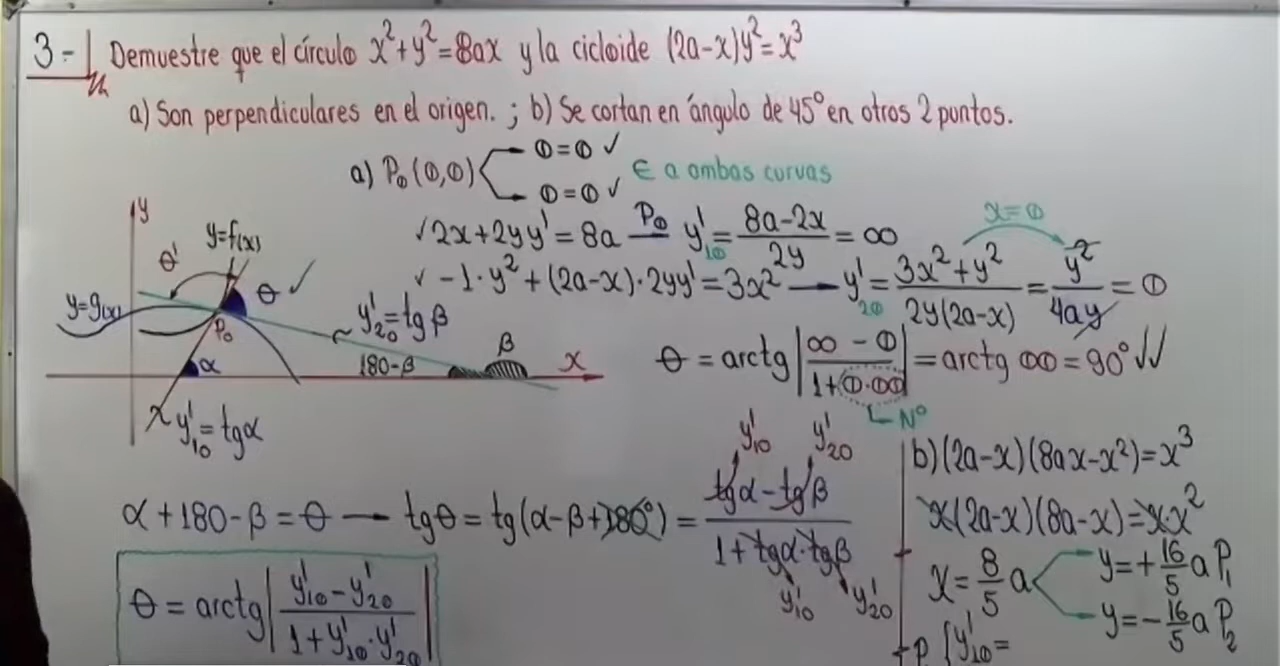 3-| Demuestre que el círculo x²+y²=8ax y la cicloide (2a-x)y²=x³
a) Son perpendiculares en el origen. ; b) Se cortan en ángulo de 45° en otros 2 puntos.
a) P₀(0,0) 0=0 ✓
0=0 ✓
∈ a ambas curvas
✓ 2x+2yy'=8a P₀→ y'₁₀ = (8a-2x)/(2y) = ∞
x=0
✓ -1·y²+(2a-x)·2yy'=3x² → y'₂₀ = (3x²+y²)/(2y(2a-x)) = y²/(4ay) = 0
θ = arctg|(∞-0)/(1+0·∞)| = arctg ∞ = 90° ✓✓
N°
y
y=f(x)
θ'
θ ✓
y=g(x)
P₀
y'₂₀=tgβ
α
180-β
β
x
y'₁₀=tgα
α+180-β=θ → tgθ=tg(α-β+180°) = (tgα-tgβ)/(1+tgα·tgβ)
y'₁₀ y'₂₀
y'₁₀ y'₂₀
θ = arctg|(y'₁₀-y'₂₀)/(1+y'₁₀·y'₂₀)|
b)(2a-x)(8ax-x²)=x³
x(2a-x)(8a-x)=x·x²
x = 8/5 a
y=+16/5 a P₁
y=-16/5 a P₂
P { y'₁₀=